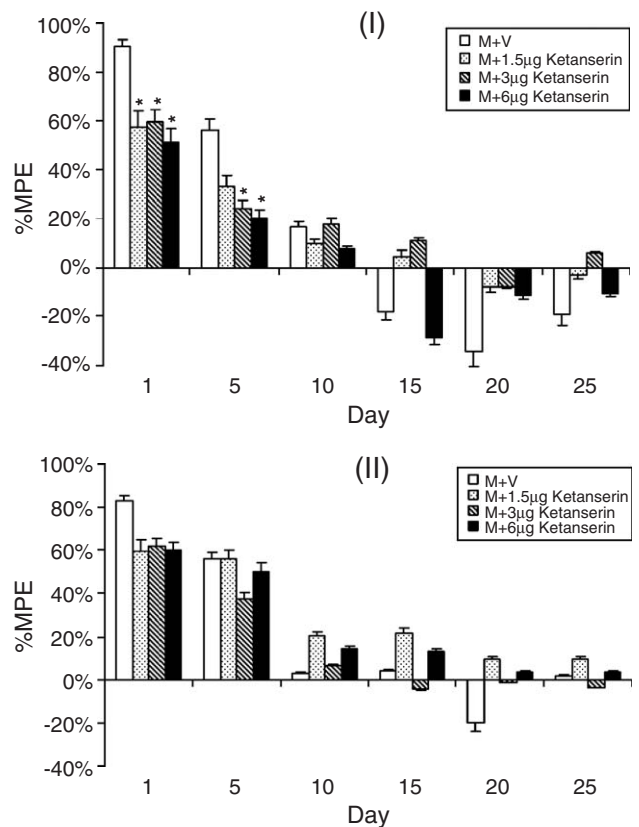 (I)
100%
80%
60%
40%
20%
0%
-20%
-40%
%MPE
M+V
M+1.5µg Ketanserin
M+3µg Ketanserin
M+6µg Ketanserin
* * *
* *
1 5 10 15 20 25
Day
(II)
100%
80%
60%
40%
20%
0%
-20%
-40%
%MPE
M+V
M+1.5µg Ketanserin
M+3µg Ketanserin
M+6µg Ketanserin
1 5 10 15 20 25
Day